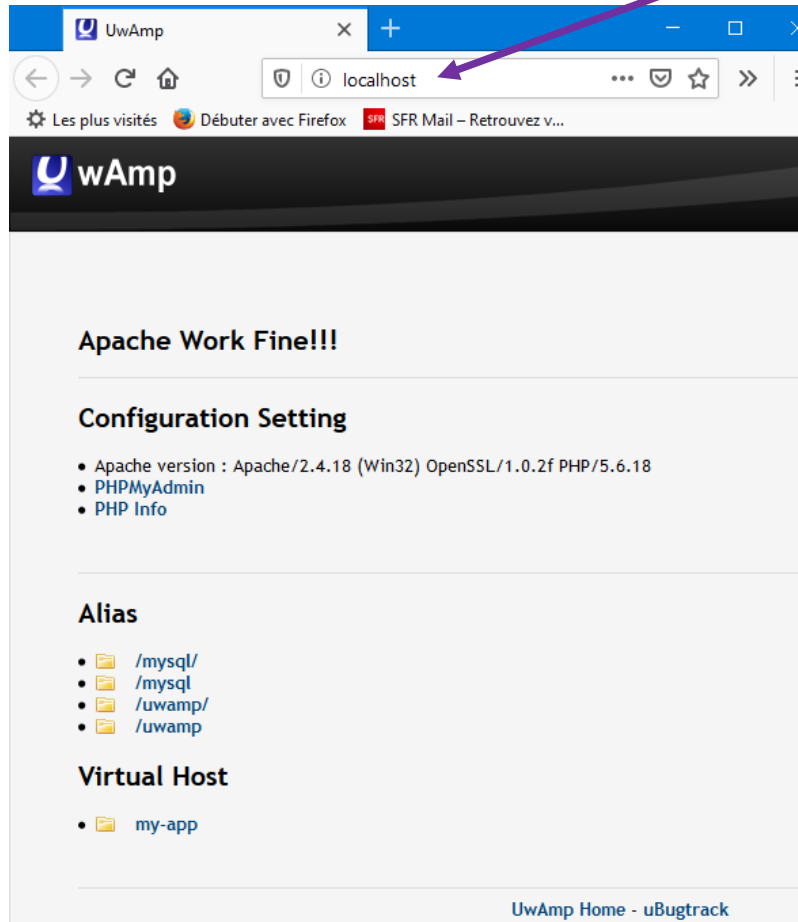 UwAmp
localhost
Les plus visités Débuter avec Firefox SFR SFR Mail – Retrouvez v...
UwAmp
Apache Work Fine!!!
Configuration Setting
• Apache version : Apache/2.4.18 (Win32) OpenSSL/1.0.2f PHP/5.6.18
• PHPMyAdmin
• PHP Info
Alias
• /mysql/
• /mysql
• /uwamp/
• /uwamp
Virtual Host
• my-app
UwAmp Home - uBugtrack